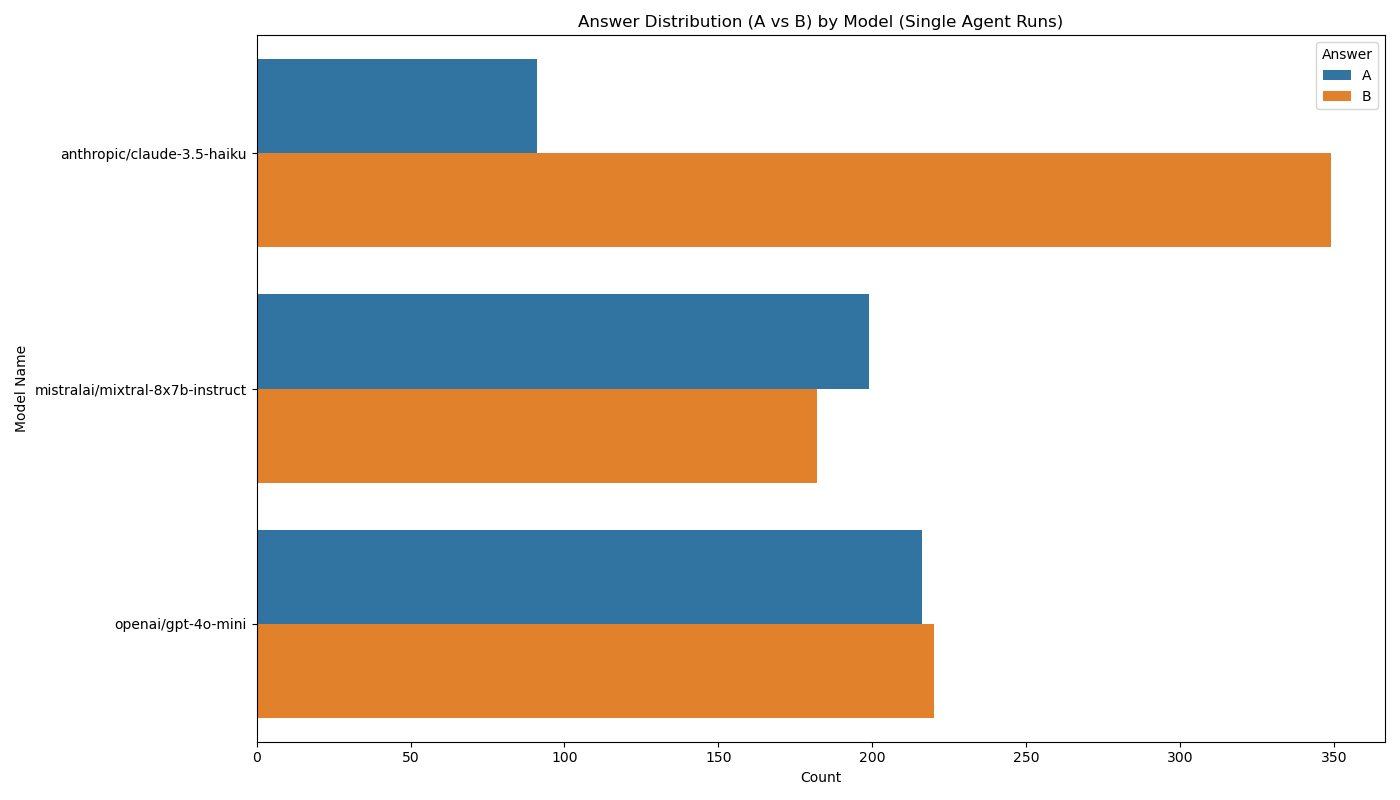 Answer Distribution (A vs B) by Model (Single Agent Runs)
Answer
A
B
Model Name
anthropic/claude-3.5-haiku
mistralai/mixtral-8x7b-instruct
openai/gpt-4o-mini
0 50 100 150 200 250 300 350
Count